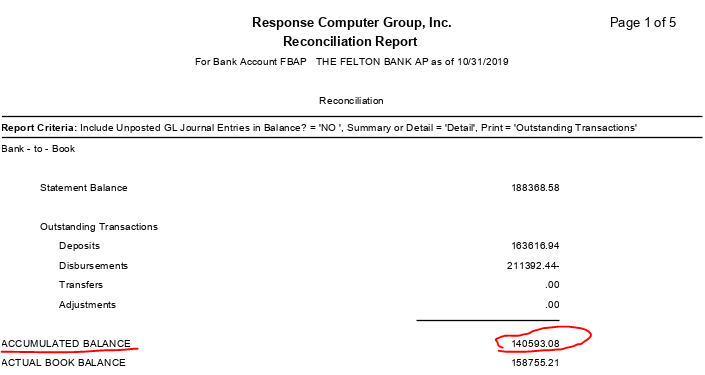 Response Computer Group, Inc. Page 1 of 5
Reconciliation Report
For Bank Account FBAP THE FELTON BANK AP as of 10/31/2019
Reconciliation
Report Criteria: Include Unposted GL Journal Entries in Balance? = 'NO ', Summary or Detail = 'Detail', Print = 'Outstanding Transactions'
Bank - to - Book
Statement Balance 188368.58
Outstanding Transactions
Deposits 163616.94
Disbursements 211392.44-
Transfers .00
Adjustments .00
ACCUMULATED BALANCE 140593.08
ACTUAL BOOK BALANCE 158755.21